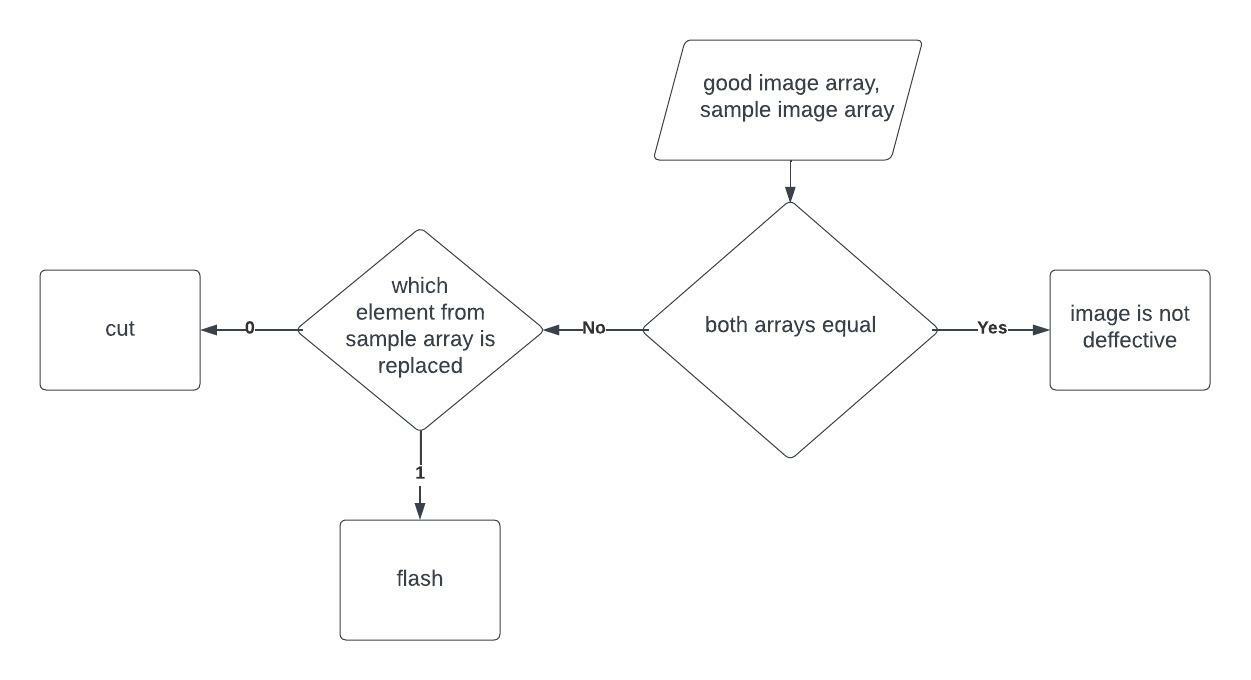 good image array,
sample image array
which
element from
sample array is
replaced
both arrays equal
image is not
deffective
cut
0
No
Yes
1
flash